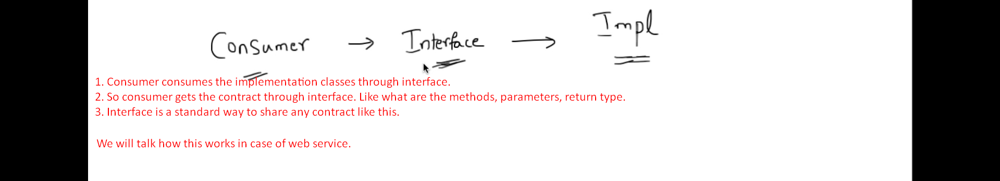 Consumer → Interface → Impl
1. Consumer consumes the implementation classes through interface.
2. So consumer gets the contract through interface. Like what are the methods, parameters, return type.
3. Interface is a standard way to share any contract like this.
We will talk how this works in case of web service.